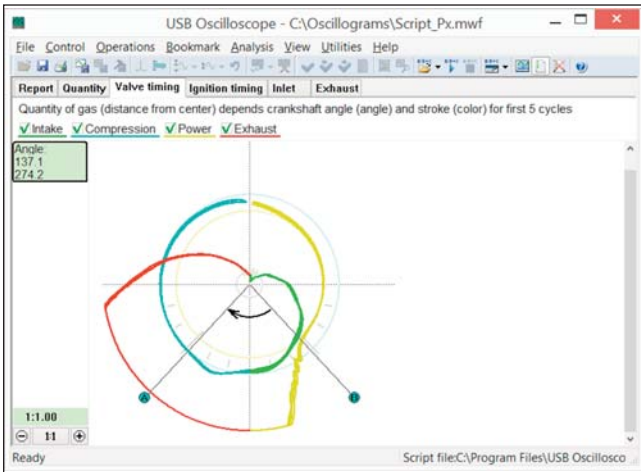 USB Oscilloscope - C:\Oscillograms\Script_Px.mwf
File Control Operations Bookmark Analysis View Utilities Help
Report Quantity Valve timing Ignition timing Inlet Exhaust
Quantity of gas (distance from center) depends crankshaft angle (angle) and stroke (color) for first 5 cycles
Intake Compression Power Exhaust
Angle:
137.1
274.2
A
B
1:1.00
1:1
Ready Script file:C:\Program Files\USB Oscillosco